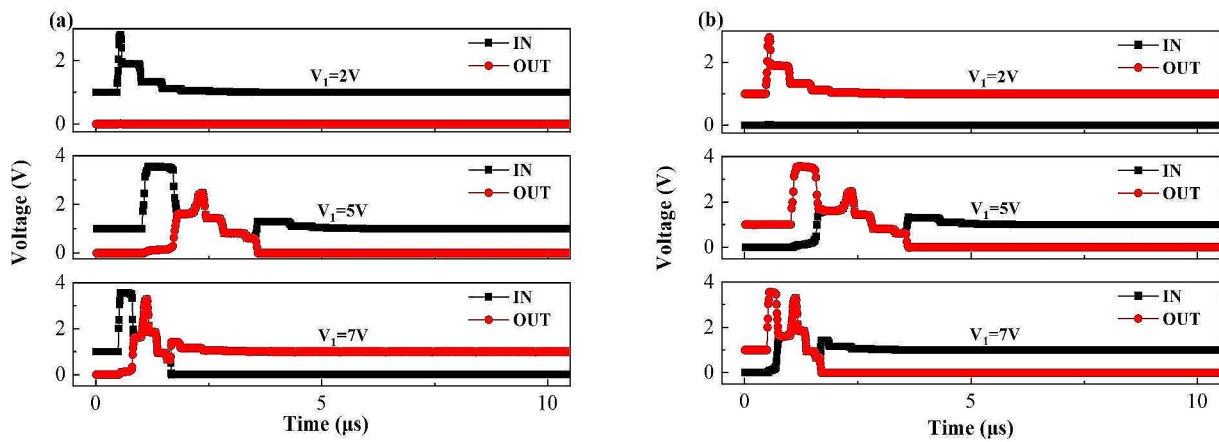 (a)
IN
OUT
V1=2V
2
0
IN
OUT
V1=5V
4
2
0
IN
OUT
V1=7V
4
2
0
0 5 10
Voltage (V)
Time (μs)
(b)
IN
OUT
V1=2V
2
0
IN
OUT
V1=5V
4
2
0
IN
OUT
V1=7V
4
2
0
0 5 10
Voltage (V)
Time (μs)